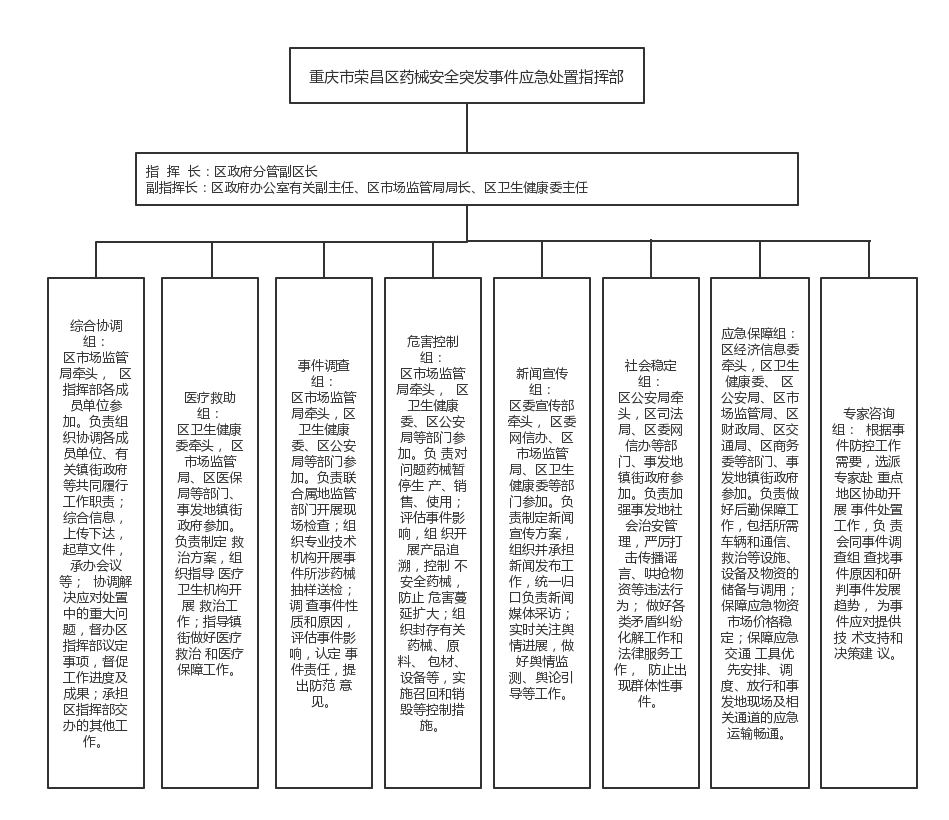 重庆市荣昌区药械安全突发事件应急处置指挥部
指 挥 长：区政府分管副区长
副指挥长：区政府办公室有关副主任、区市场监管局局长、区卫生健康委主任
综合协调
组：
区市场监管
局牵头， 区
指挥部各成
员单位参
加。负责组
织协调各成
员单位、有
关镇街政府
等共同履行
工作职责；
综合信息，
上传下达，
起草文件，
承办会议
等； 协调解
决应对处置
中的重大问
题，督办区
指挥部议定
事项，督促
工作进度及
成果；承担
区指挥部交
办的其他工
作。
医疗救助
组：
区卫生健康
委牵头， 区
市场监管
局、区医保
局等部门、
事发地镇街
政府参加。
负责制定 救
治方案，组
织指导 医疗
卫生机构开
展 救治工
作；指导镇
街做好医疗
救治 和医疗
保障工作。
事件调查
组：
区市场监管
局牵头，区
卫生健康
委、区公安
局等部门参
加。负责联
合属地监管
部门开展现
场检查；组
织专业技术
机构开展事
件所涉药械
抽样送检；
调 查事件性
质和原因，
评估事件影
响，认定 事
件责任，提
出防范 意
见。
危害控制
组：
区市场监管
局牵头， 区
卫生健康
委、区公安
局等部门参
加。负 责对
问题药械暂
停生 产、销
售、使用；
评估事件影
响，组 织开
展产品追
溯，控制 不
安全药械，
防止 危害蔓
延扩大；组
织封存有关
药械、原
料、 包材、
设备等，实
施召回和销
毁等控制措
施。
新闻宣传
组：
区委宣传部
牵头， 区委
网信办、区
市场监管
局、区卫生
健康委等部
门参加。负
责制定新闻
宣传方案，
组织并承担
新闻发布工
作，统一归
口负责新闻
媒体采访；
实时关注舆
情进展，做
好舆情监
测、舆论引
导等工作。
社会稳定
组：
区公安局牵
头，区司法
局、区委网
信办等部
门、事发地
镇街政府参
加。负责加
强事发地社
会治安管
理，严厉打
击传播谣
言、哄抢物
资等违法行
为； 做好各
类矛盾纠纷
化解工作和
法律服务工
作， 防止出
现群体性事
件。
应急保障组：
区经济信息委
牵头，区卫生
健康委、 区
公安局、区市
场监管局、区
财政局、区交
通局、区商务
委等部门、事
发地镇街政府
参加。负责做
好后勤保障工
作，包括所需
车辆和通信、
救治等设施、
设备及物资的
储备与调用；
保障应急物资
市场价格稳
定；保障应急
交通 工具优
先安排、调
度、放行和事
发地现场及相
关通道的应急
运输畅通。
专家咨询
组： 根据事
件防控工作
需要，选派
专家赴 重点
地区协助开
展 事件处置
工作，负 责
会同事件调
查组 查找事
件原因和研
判事件发展
趋势， 为事
件应对提供
技 术支持和
决策建 议。